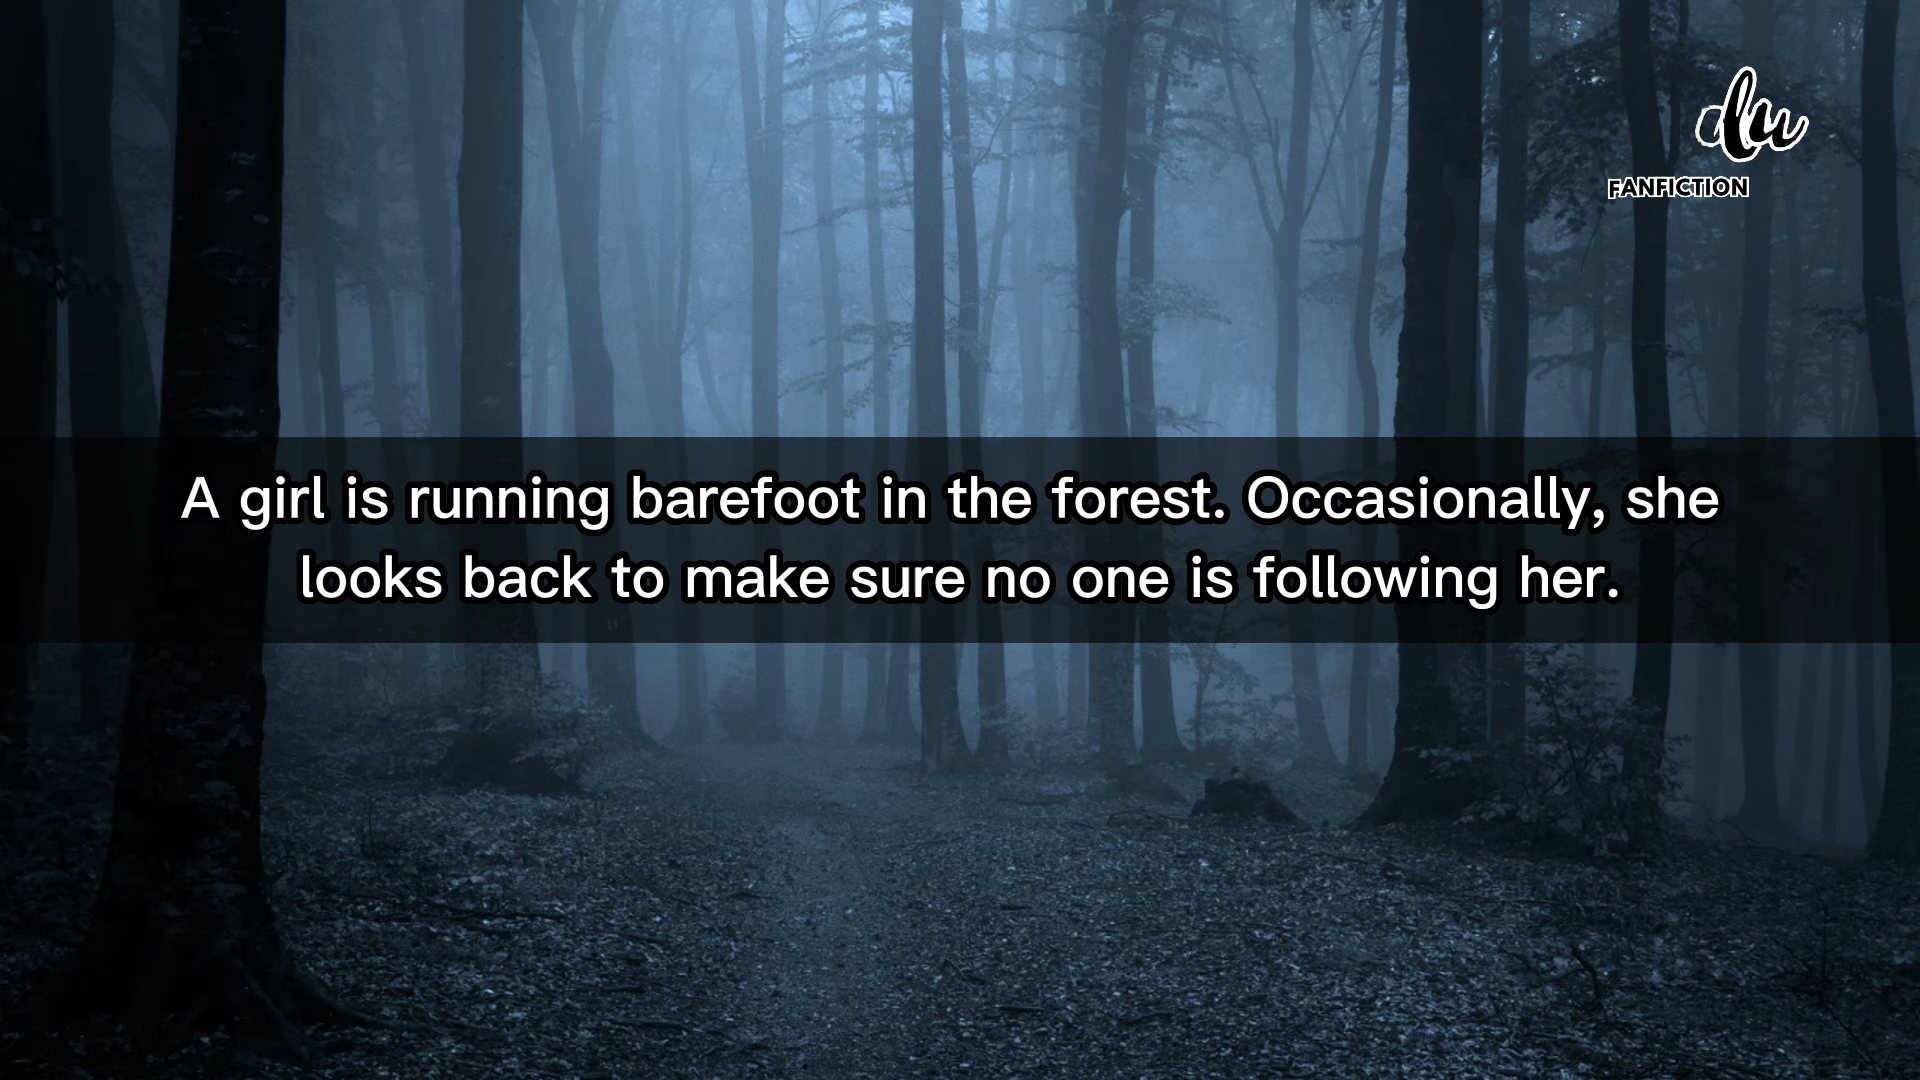 du
FANFICTION
A girl is running barefoot in the forest. Occasionally, she
looks back to make sure no one is following her.